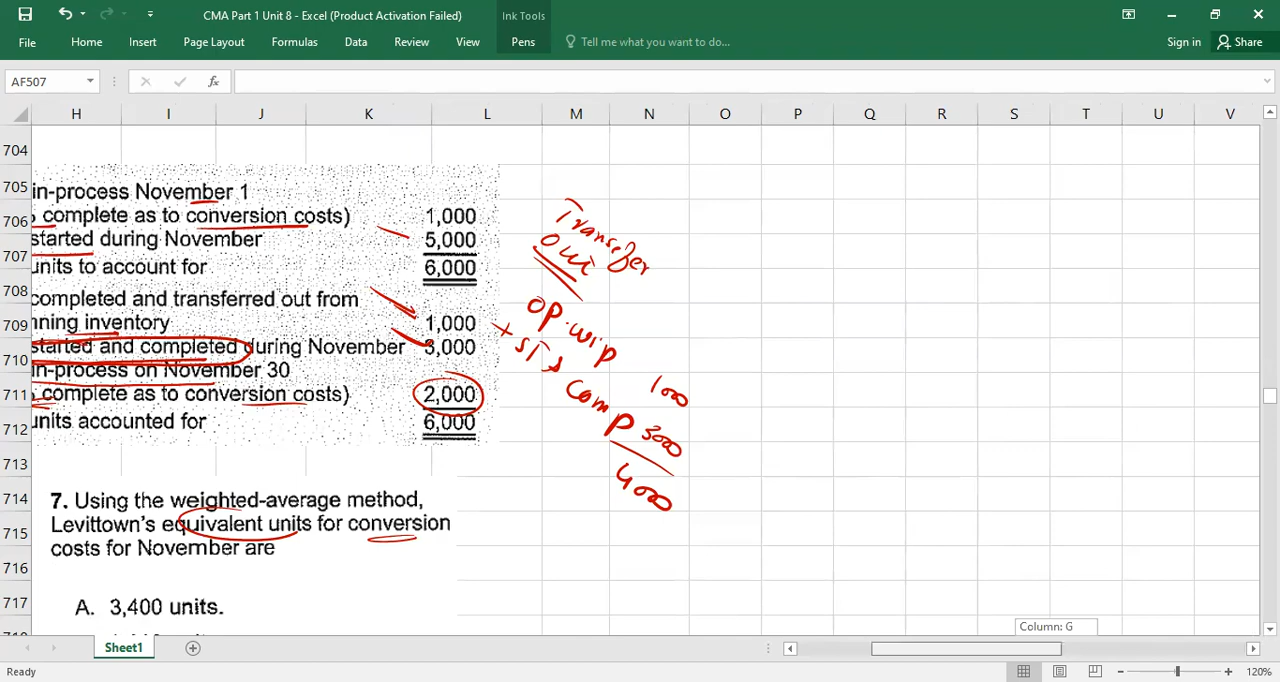 CMA Part 1 Unit 8 - Excel (Product Activation Failed)
Ink Tools
File Home Insert Page Layout Formulas Data Review View Pens Tell me what you want to do... Sign in Share
AF507
fx
H I J K L M N O P Q R S T U V
704
705
706
707
708
709
710
711
712
713
714
715
716
717
in-process November 1
complete as to conversion costs) 1,000
started during November 5,000
units to account for 6,000
completed and transferred out from
nning inventory 1,000
started and completed during November 3,000
in-process on November 30
complete as to conversion costs) 2,000
units accounted for 6,000
Transfer
out
op.wip 1000
+ STs Comp 3000
4000
7. Using the weighted-average method,
Levittown's equivalent units for conversion
costs for November are
A. 3,400 units.
Column: G
Sheet1
Ready
120%